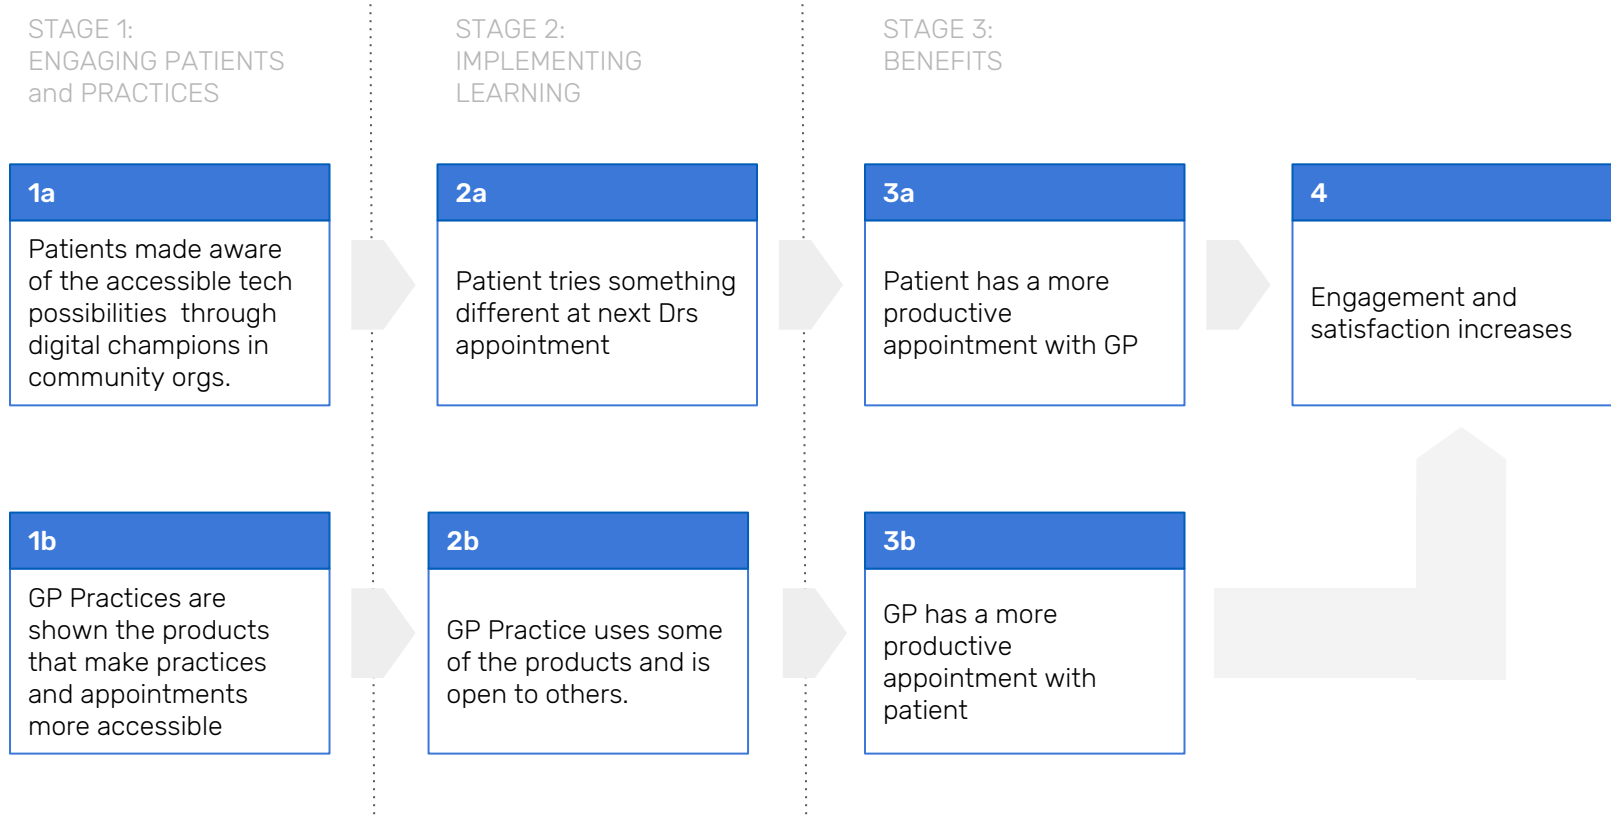 STAGE 1:
ENGAGING PATIENTS
and PRACTICES
STAGE 2:
IMPLEMENTING
LEARNING
STAGE 3:
BENEFITS
1a
Patients made aware
of the accessible tech
possibilities  through
digital champions in
community orgs.
2a
Patient tries something
different at next Drs
appointment
3a
Patient has a more
productive
appointment with GP
4
Engagement and
satisfaction increases
1b
GP Practices are
shown the products
that make practices
and appointments
more accessible
2b
GP Practice uses some
of the products and is
open to others.
3b
GP has a more
productive
appointment with
patient